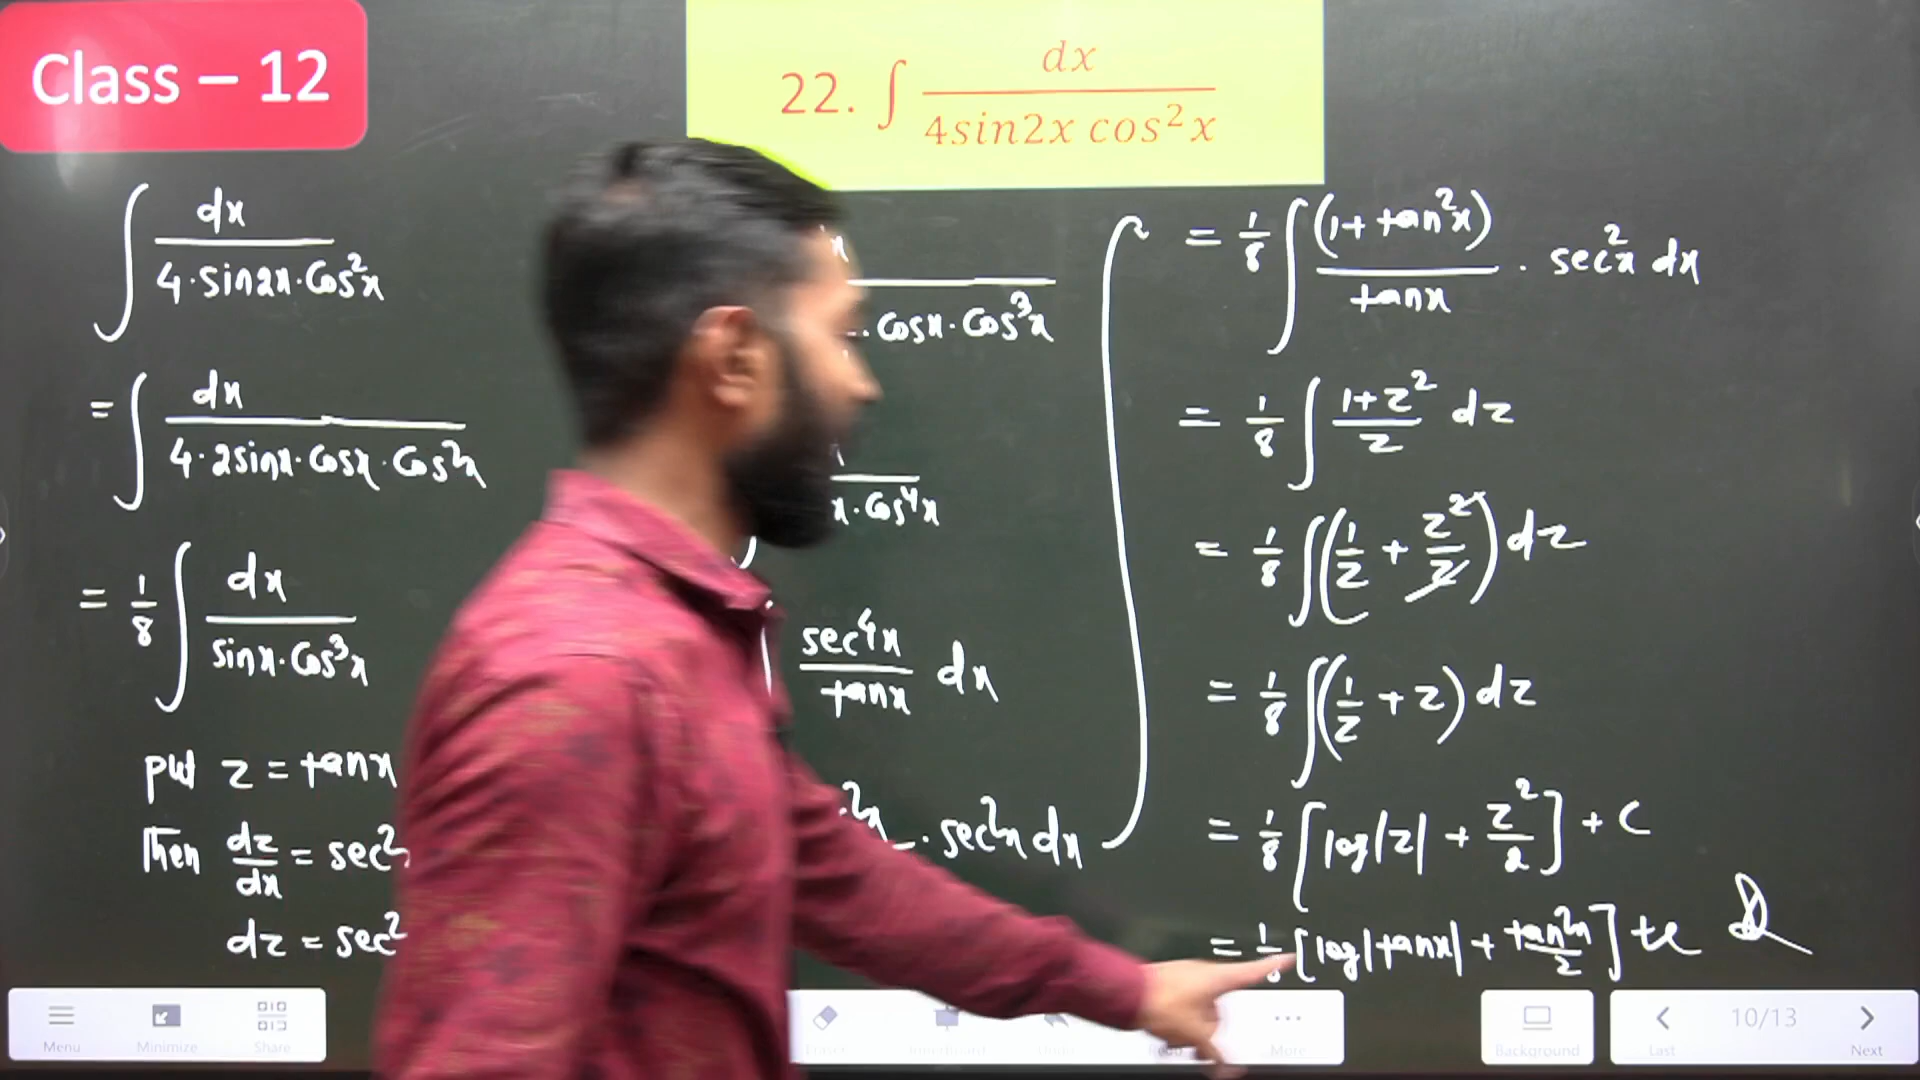 Class – 12
22. ∫ dx / 4sin2x cos²x
∫ dx / 4·sin2x·cos²x
= ∫ dx / 4·2sinx·cosx·cos²x
= 1/8 ∫ dx / sinx·cos³x
put z = tanx
Then dz/dx = sec²
dz = sec²
x / ·cosx·cos³x
x·cos⁴x
sec⁴x / tanx dx
²x · sec²x dx
= 1/8 ∫ (1+tan²x) / tanx · sec²x dx
= 1/8 ∫ 1+z² / z dz
= 1/8 ∫ (1/z + z²/z) dz
= 1/8 ∫ (1/z + z) dz
= 1/8 [log|z| + z²/2] + C
= 1/8 [log|tanx| + tan²x/2] + c
Menu
Minimize
Share
More
Background
Last
10/13
Next